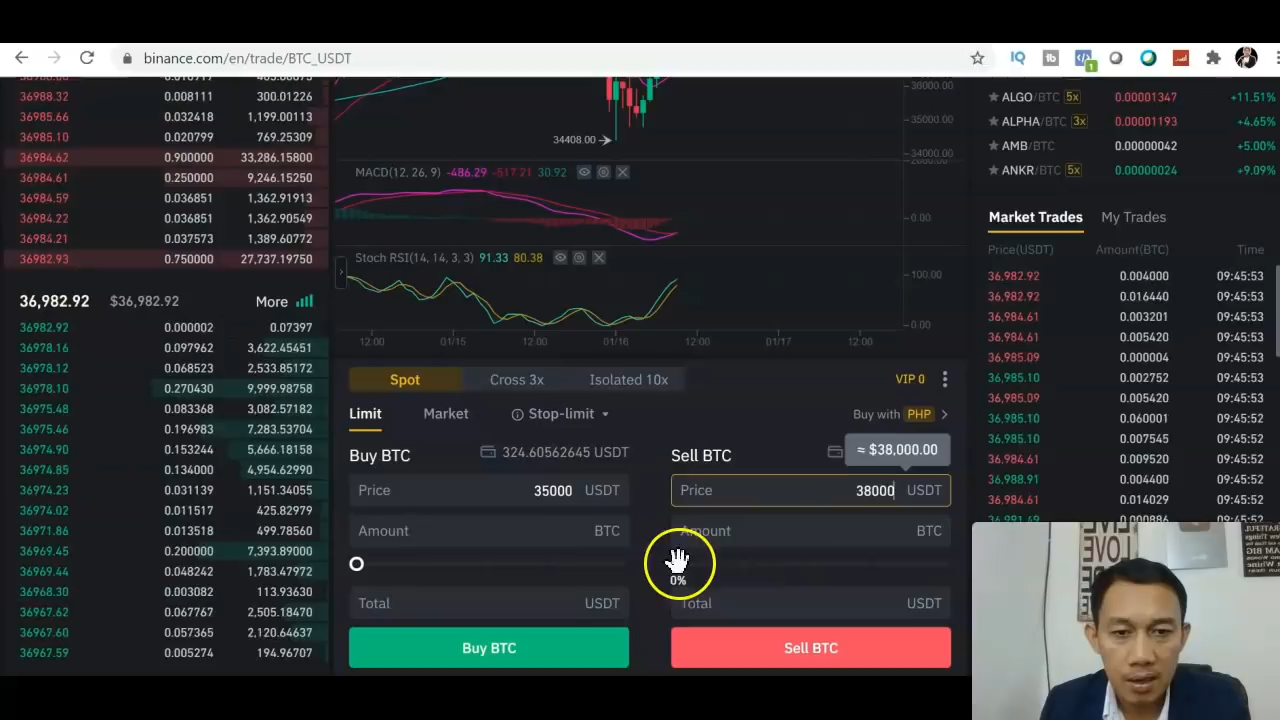 binance.com/en/trade/BTC_USDT
1
36988.32 0.008111 300.01226
36985.66 0.032418 1,199.00113
36985.10 0.020799 769.25309
36984.62 0.900000 33,286.15800
36984.61 0.250000 9,246.15250
36984.59 0.036851 1,362.91913
36984.22 0.036851 1,362.90549
36984.21 0.037573 1,389.60772
36982.93 0.750000 27,737.19750
36,982.92 $36,982.92 More
36982.92 0.000002 0.07397
36978.16 0.097962 3,622.45451
36978.12 0.068523 2,533.85172
36978.10 0.270430 9,999.98758
36975.48 0.083368 3,082.57182
36975.46 0.196983 7,283.53704
36974.90 0.153244 5,666.18158
36974.85 0.134000 4,954.62990
36974.23 0.031139 1,151.34055
36974.02 0.011517 425.82979
36971.86 0.013518 499.78560
36969.45 0.200000 7,393.89000
36969.44 0.048242 1,783.47972
36968.30 0.003082 113.93630
36967.62 0.067767 2,505.18470
36967.60 0.057365 2,120.64637
36967.59 0.005274 194.96707
36000.00
35000.00
34408.00
34000.00
MACD(12, 26, 9) -486.29 -517.21 30.92
0.00
Stoch RSI(14, 14, 3, 3) 91.33 80.38
100.00
0.00
12:00 01/15 12:00 01/16 12:00 01/17 12:00
Spot Cross 3x Isolated 10x VIP 0
Limit Market Stop-limit Buy with PHP
Buy BTC 324.60562645 USDT Sell BTC ≈ $38,000.00
Price 35000 USDT Price 38000 USDT
Amount BTC Amount BTC
0%
Total USDT Total USDT
Buy BTC Sell BTC
ALGO/BTC 5x 0.00001347 +11.51%
ALPHA/BTC 3x 0.00001193 +4.65%
AMB/BTC 0.00000042 +5.00%
ANKR/BTC 5x 0.00000024 +9.09%
Market Trades My Trades
Price(USDT) Amount(BTC) Time
36,982.92 0.004000 09:45:53
36,982.92 0.016440 09:45:53
36,984.61 0.003201 09:45:53
36,984.61 0.005420 09:45:53
36,985.09 0.000004 09:45:53
36,985.10 0.002752 09:45:53
36,985.09 0.005420 09:45:53
36,985.10 0.060001 09:45:52
36,985.10 0.007545 09:45:52
36,984.61 0.009520 09:45:52
36,988.91 0.004400 09:45:52
36,984.61 0.014029 09:45:52
LIVE
LOVE